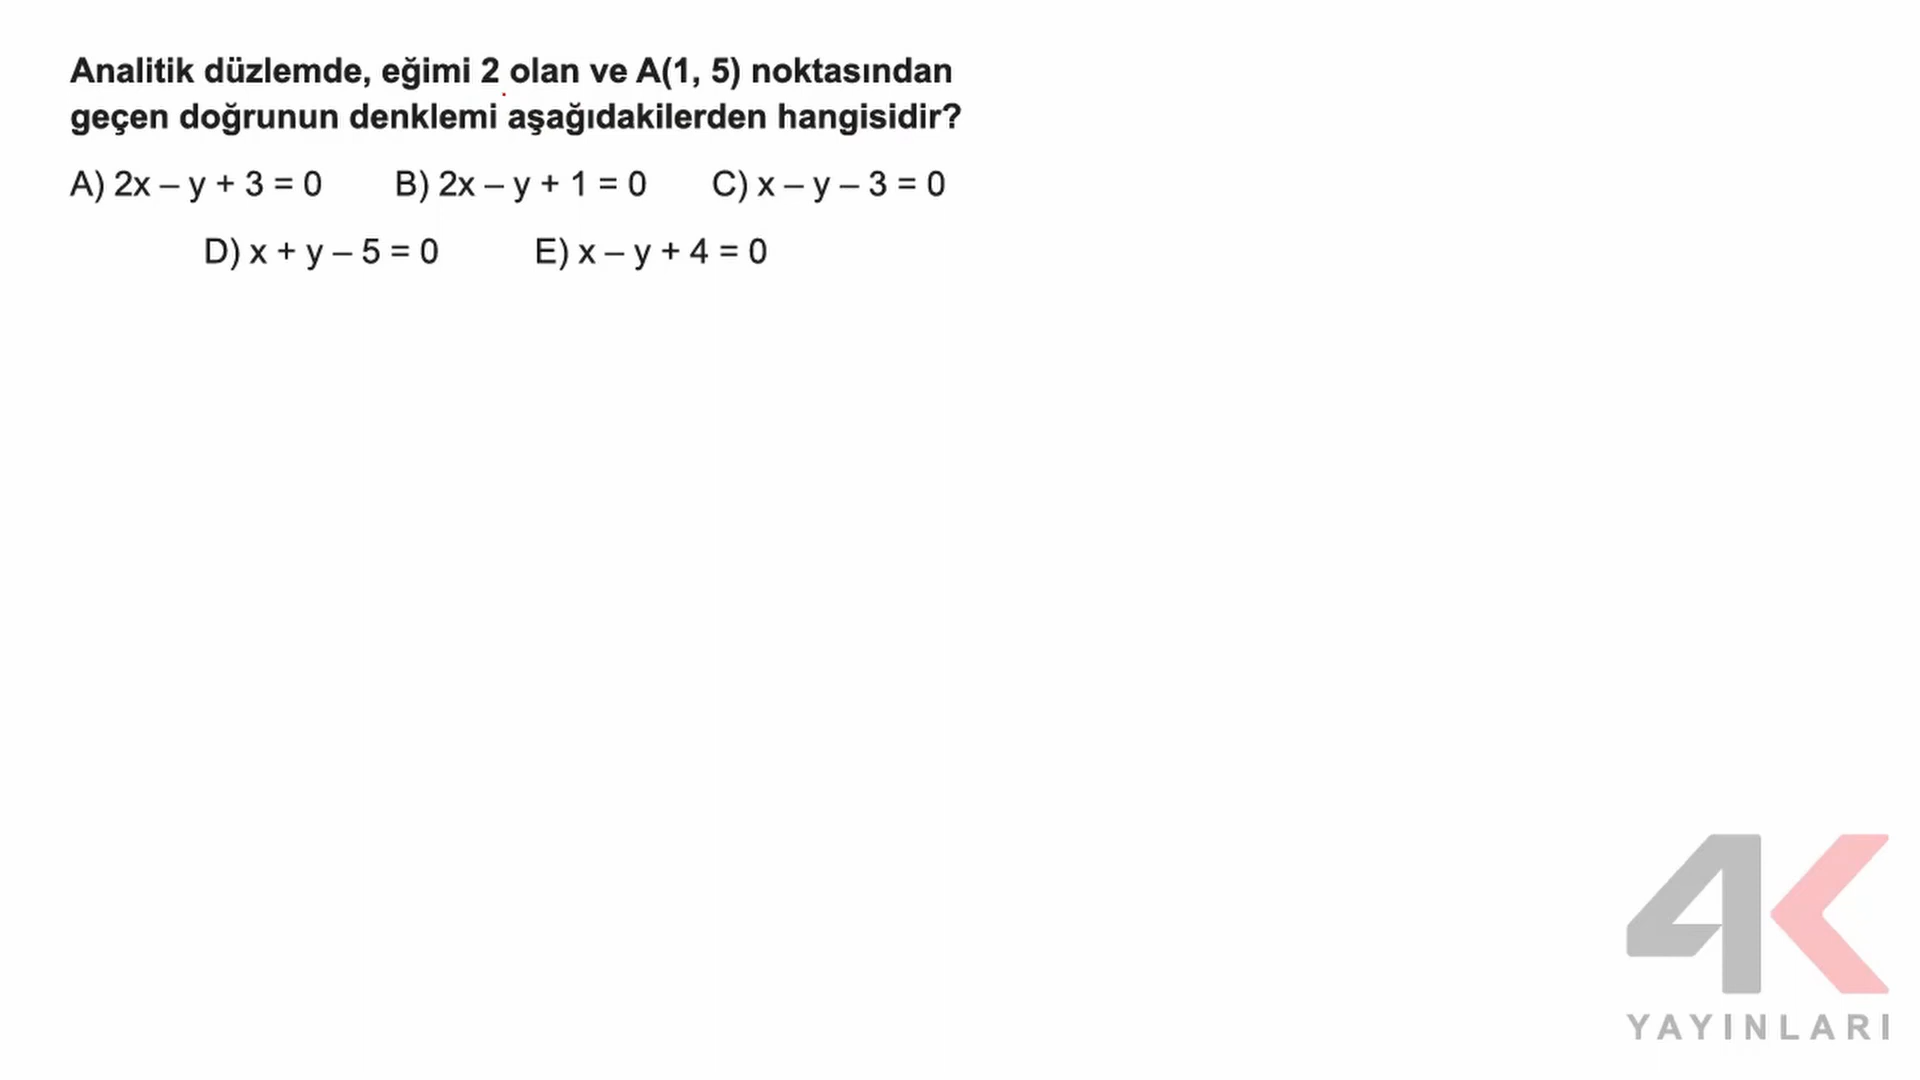 Analitik düzlemde, eğimi 2 olan ve A(1, 5) noktasından
geçen doğrunun denklemi aşağıdakilerden hangisidir?
A) 2x – y + 3 = 0 B) 2x – y + 1 = 0 C) x – y – 3 = 0
D) x + y – 5 = 0 E) x – y + 4 = 0
4K
YAYINLARI